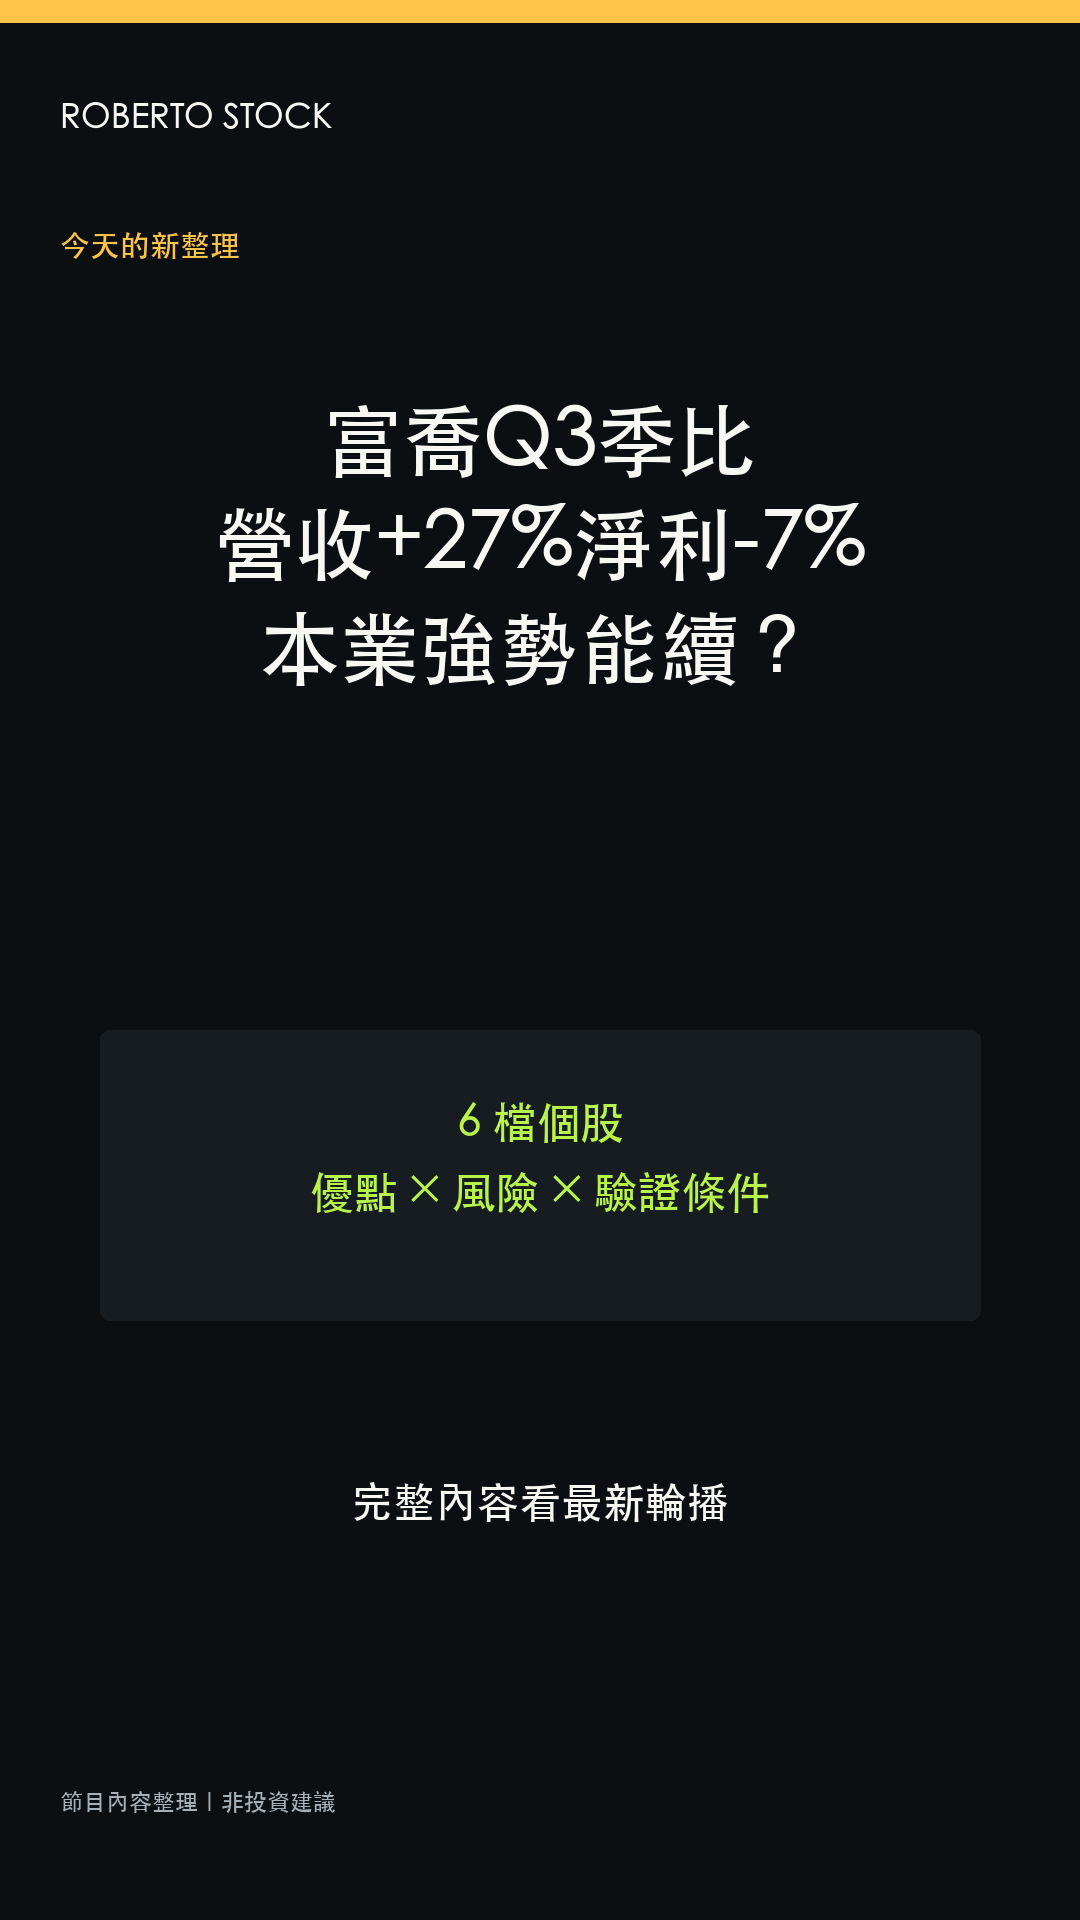 ROBERTO STOCK
今天的新整理
富喬Q3季比
營收+27%淨利-7%
本業強勢能續？
6 檔個股
優點 × 風險 × 驗證條件
完整內容看最新輪播
節目內容整理｜非投資建議